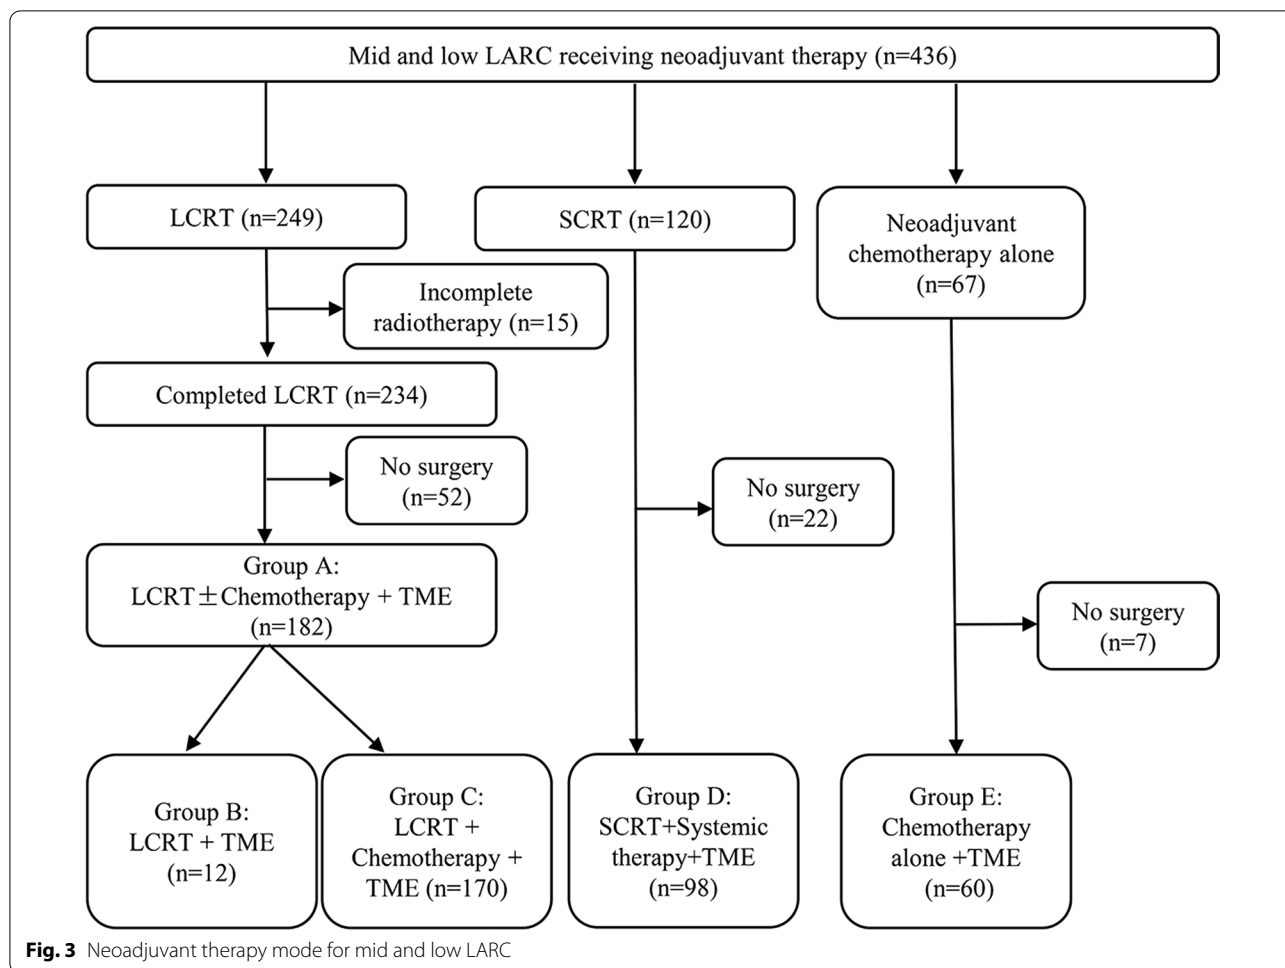 Mid and low LARC receiving neoadjuvant therapy (n=436)
LCRT (n=249)
SCRT (n=120)
Neoadjuvant
chemotherapy alone
(n=67)
Incomplete
radiotherapy (n=15)
Completed LCRT (n=234)
No surgery
(n=52)
No surgery
(n=22)
Group A:
LCRT±Chemotherapy + TME
(n=182)
No surgery
(n=7)
Group B:
LCRT + TME
(n=12)
Group C:
LCRT +
Chemotherapy +
TME (n=170)
Group D:
SCRT+Systemic
therapy+TME
(n=98)
Group E:
Chemotherapy
alone +TME
(n=60)
Fig. 3 Neoadjuvant therapy mode for mid and low LARC